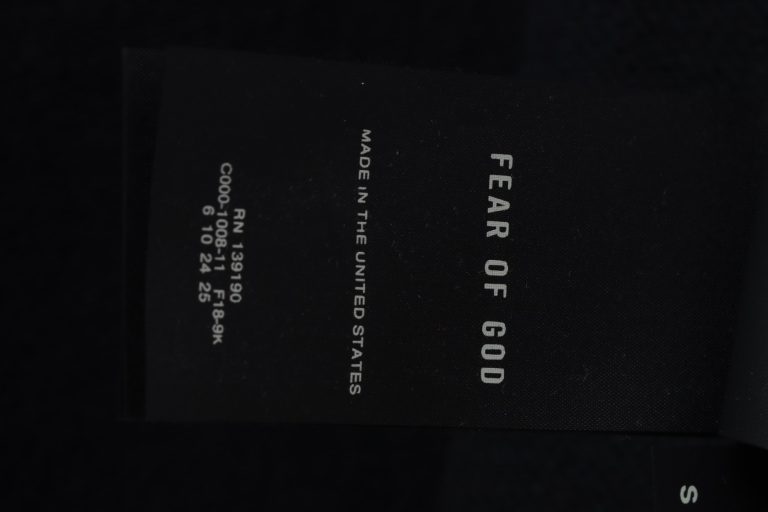 FEAR OF GOD
MADE IN THE UNITED STATES
RN 139190
C000-1008-11 F18-9K
6 10 24 25
S